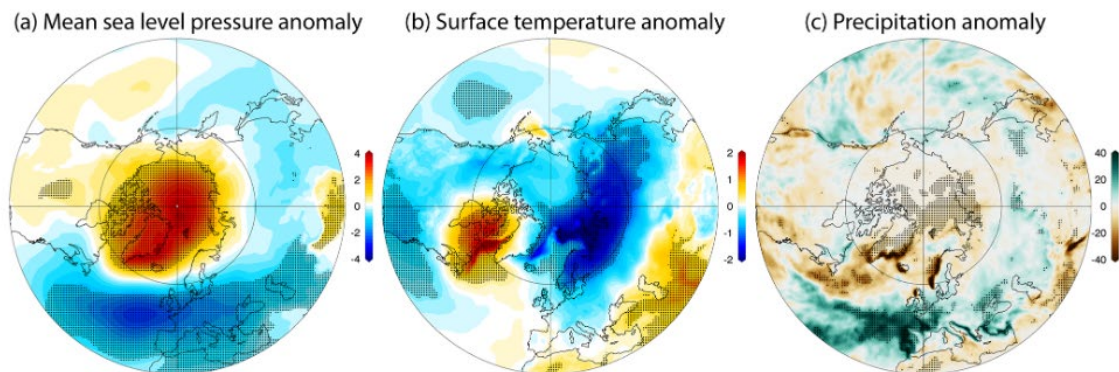 (a) Mean sea level pressure anomaly (b) Surface temperature anomaly (c) Precipitation anomaly
4 2 40
2 1 20
0 0 0
-2 -1 -20
-4 -2 -40